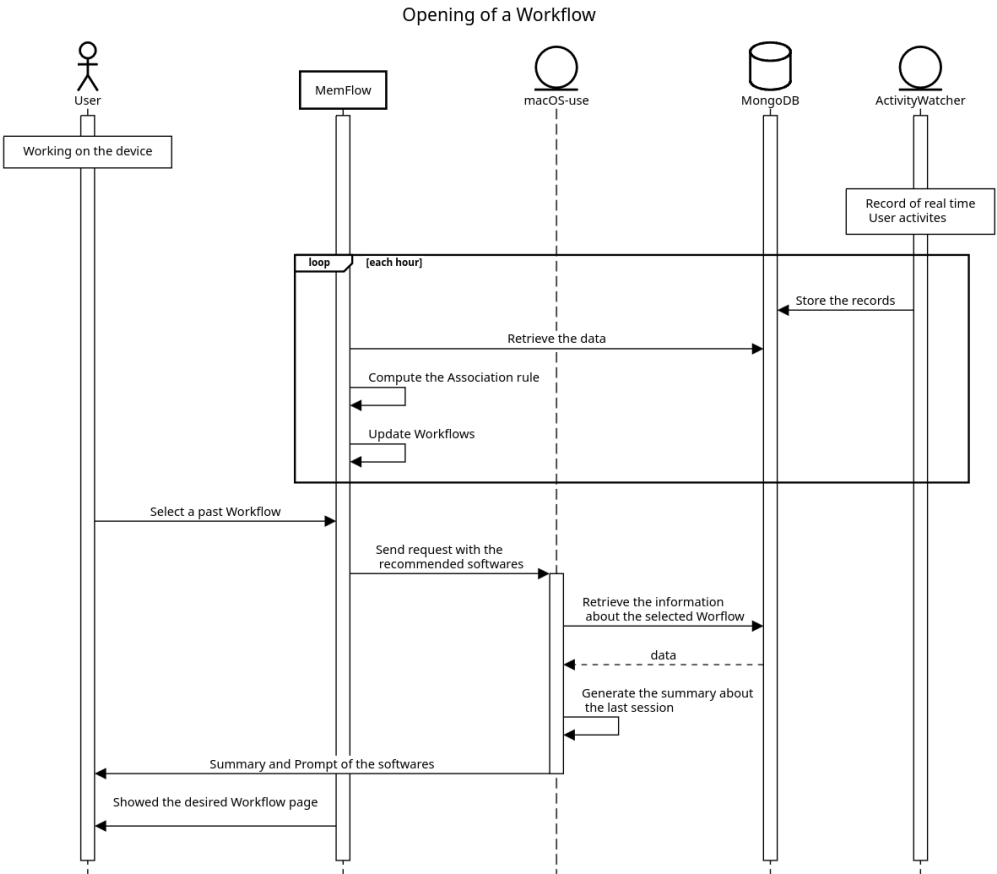 Opening of a Workflow
User
MemFlow
macOS-use
MongoDB
ActivityWatcher
Working on the device
Record of real time
User activites
loop
[each hour]
Store the records
Retrieve the data
Compute the Association rule
Update Workflows
Select a past Workflow
Send request with the
recommended softwares
Retrieve the information
about the selected Worflow
data
Generate the summary about
the last session
Summary and Prompt of the softwares
Showed the desired Workflow page